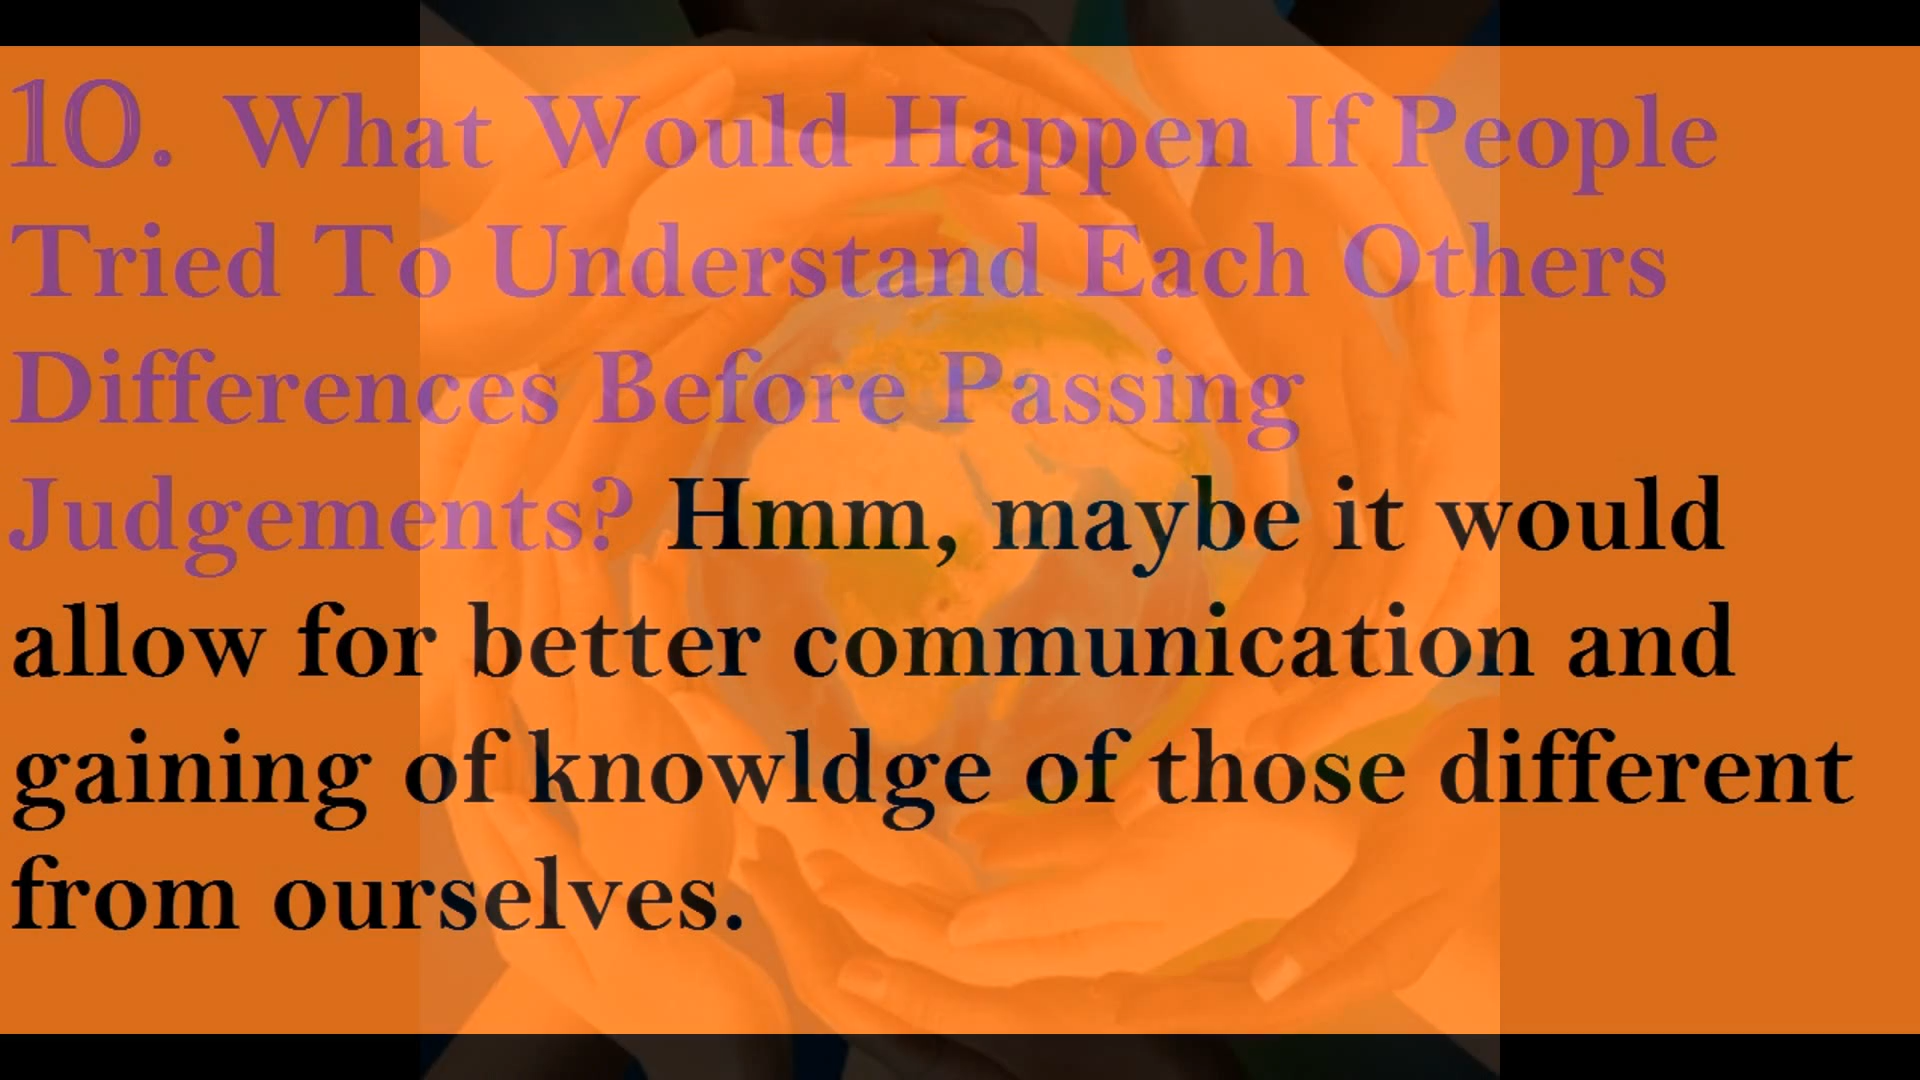 10. What Would Happen If People
Tried To Understand Each Others
Differences Before Passing
Judgements? Hmm, maybe it would
allow for better communication and
gaining of knowldge of those different
from ourselves.